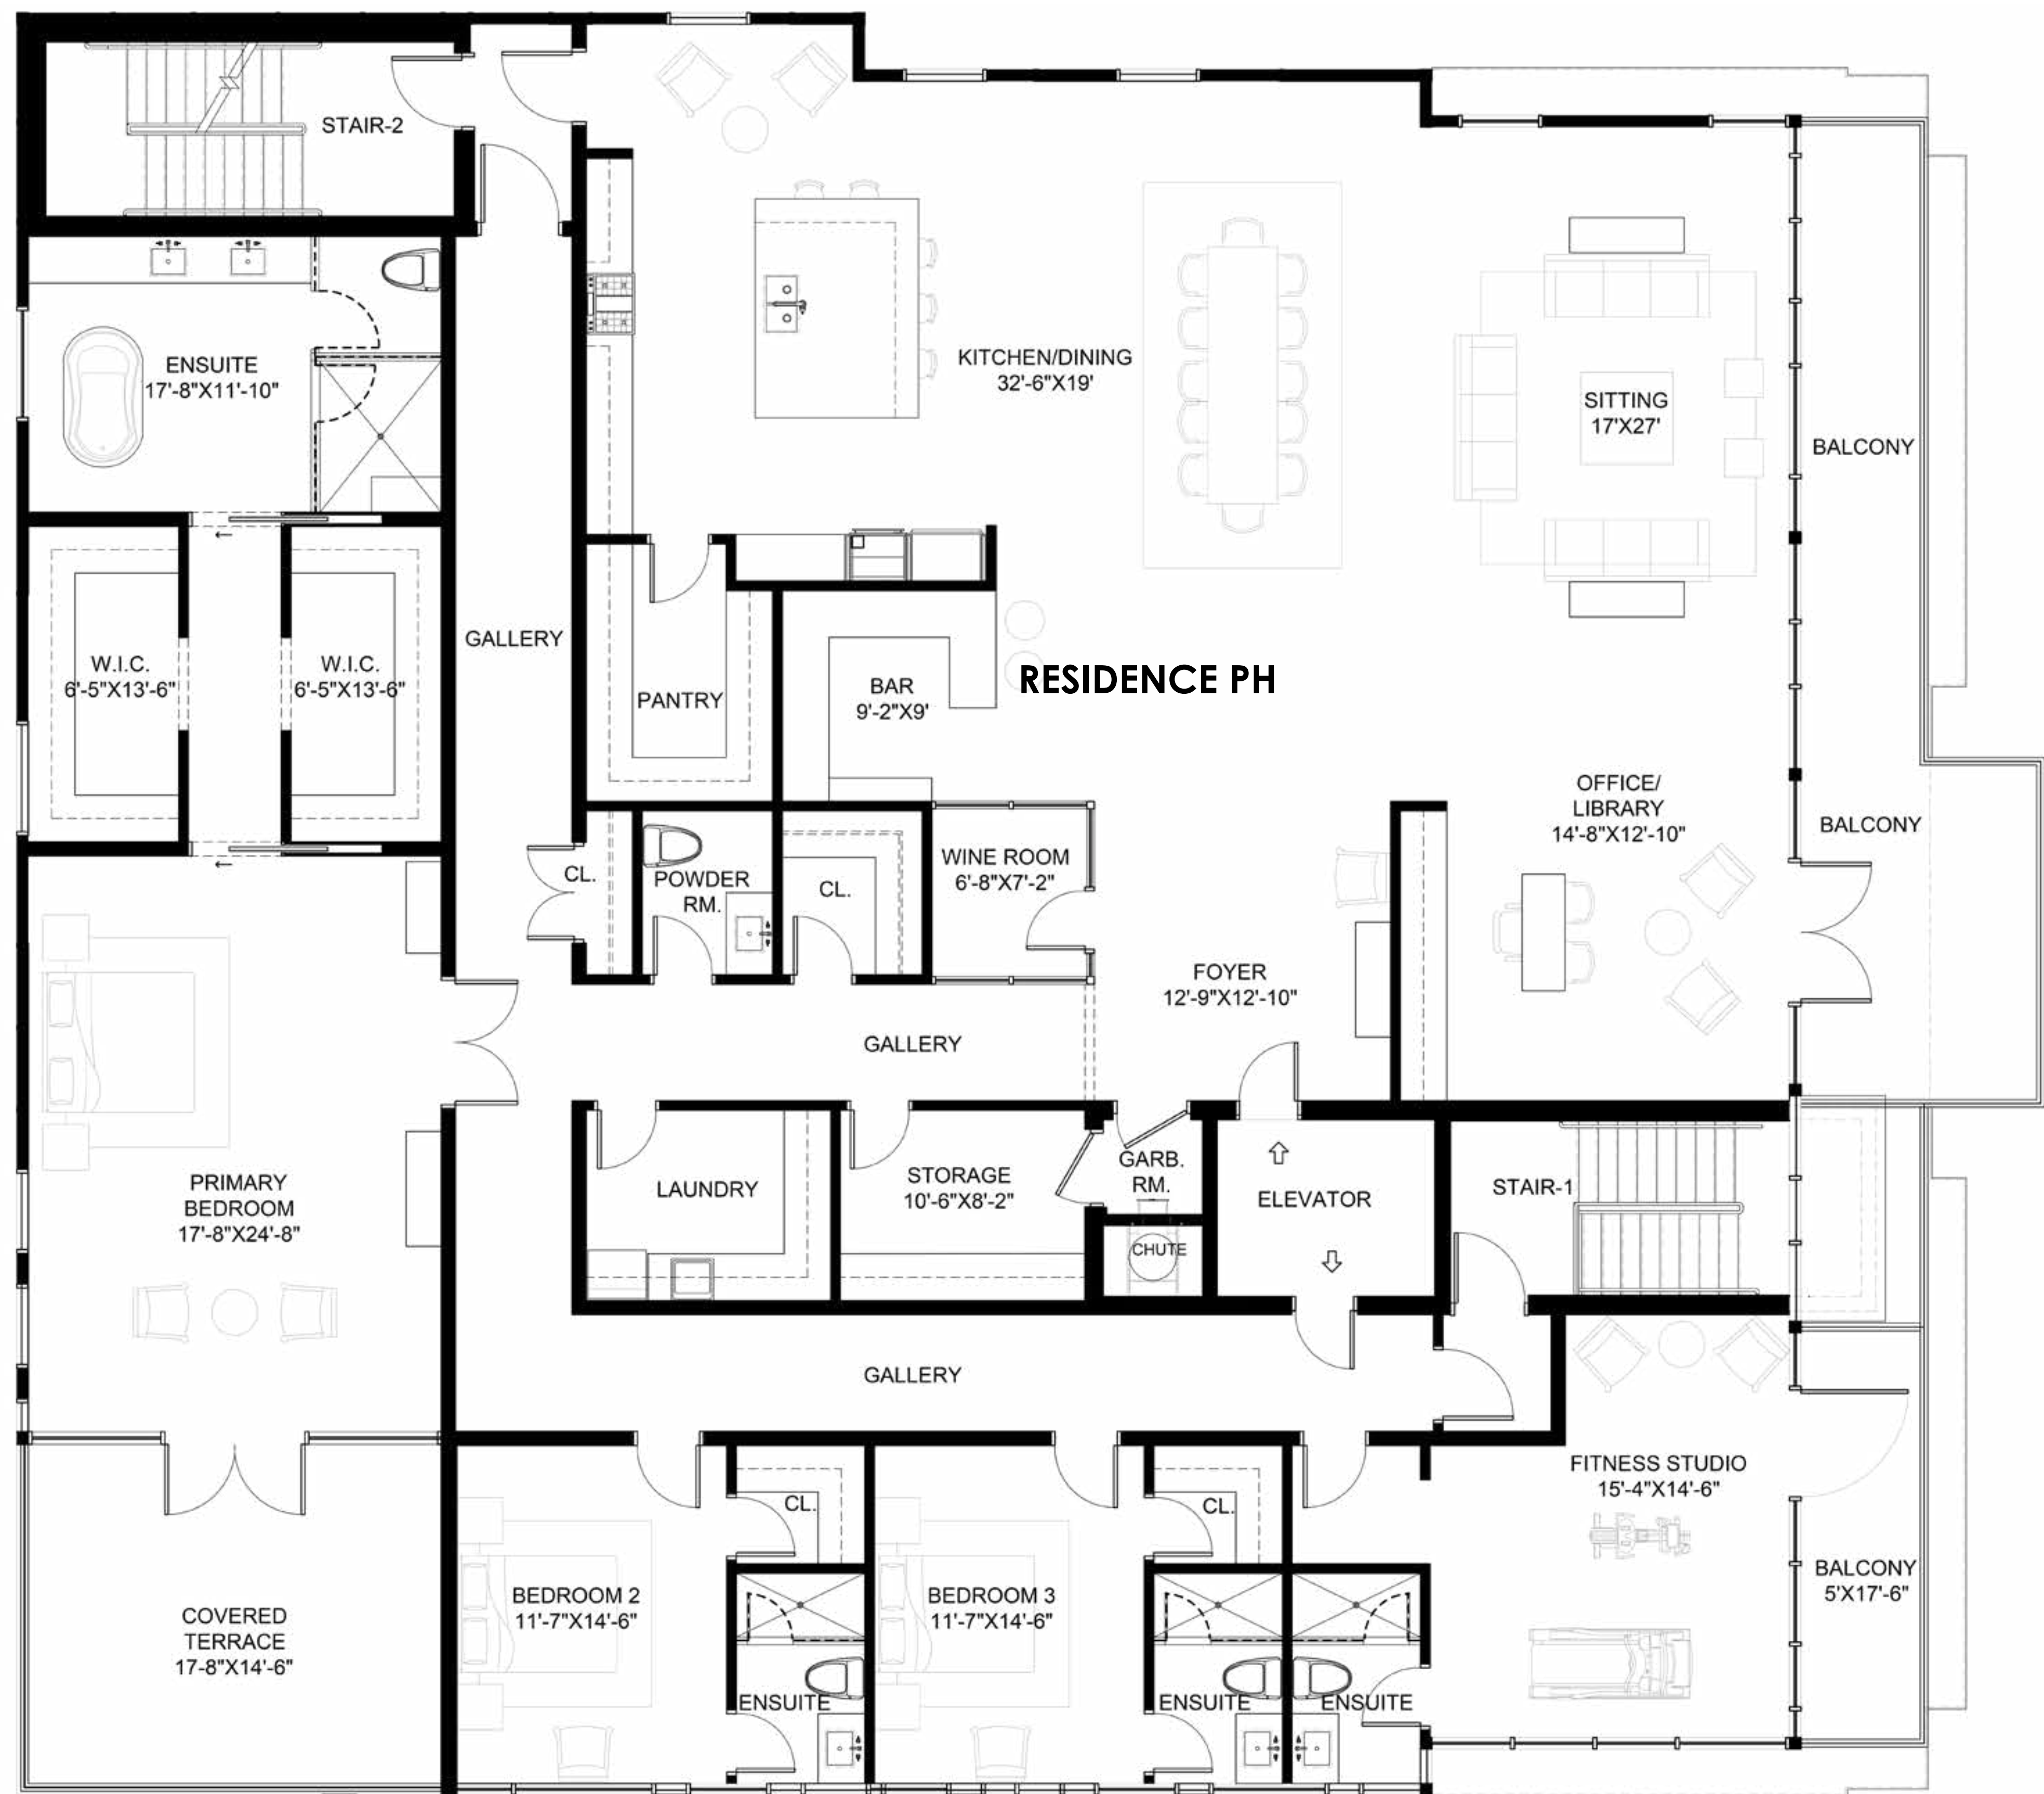 STAIR-2
ENSUITE
17'-8"X11'-10"
KITCHEN/DINING
32'-6"X19'
SITTING
17'X27'
BALCONY
GALLERY
W.I.C.
6'-5"X13'-6"
W.I.C.
6'-5"X13'-6"
PANTRY
BAR
9'-2"X9'
RESIDENCE PH
OFFICE/
LIBRARY
14'-8"X12'-10"
BALCONY
CL.
POWDER
RM.
CL.
WINE ROOM
6'-8"X7'-2"
FOYER
12'-9"X12'-10"
GALLERY
PRIMARY
BEDROOM
17'-8"X24'-8"
LAUNDRY
STORAGE
10'-6"X8'-2"
GARB.
RM.
CHUTE
ELEVATOR
STAIR-1
GALLERY
FITNESS STUDIO
15'-4"X14'-6"
CL.
CL.
BEDROOM 2
11'-7"X14'-6"
BEDROOM 3
11'-7"X14'-6"
BALCONY
5'X17'-6"
COVERED
TERRACE
17-8"X14'-6"
ENSUITE
ENSUITE
ENSUITE